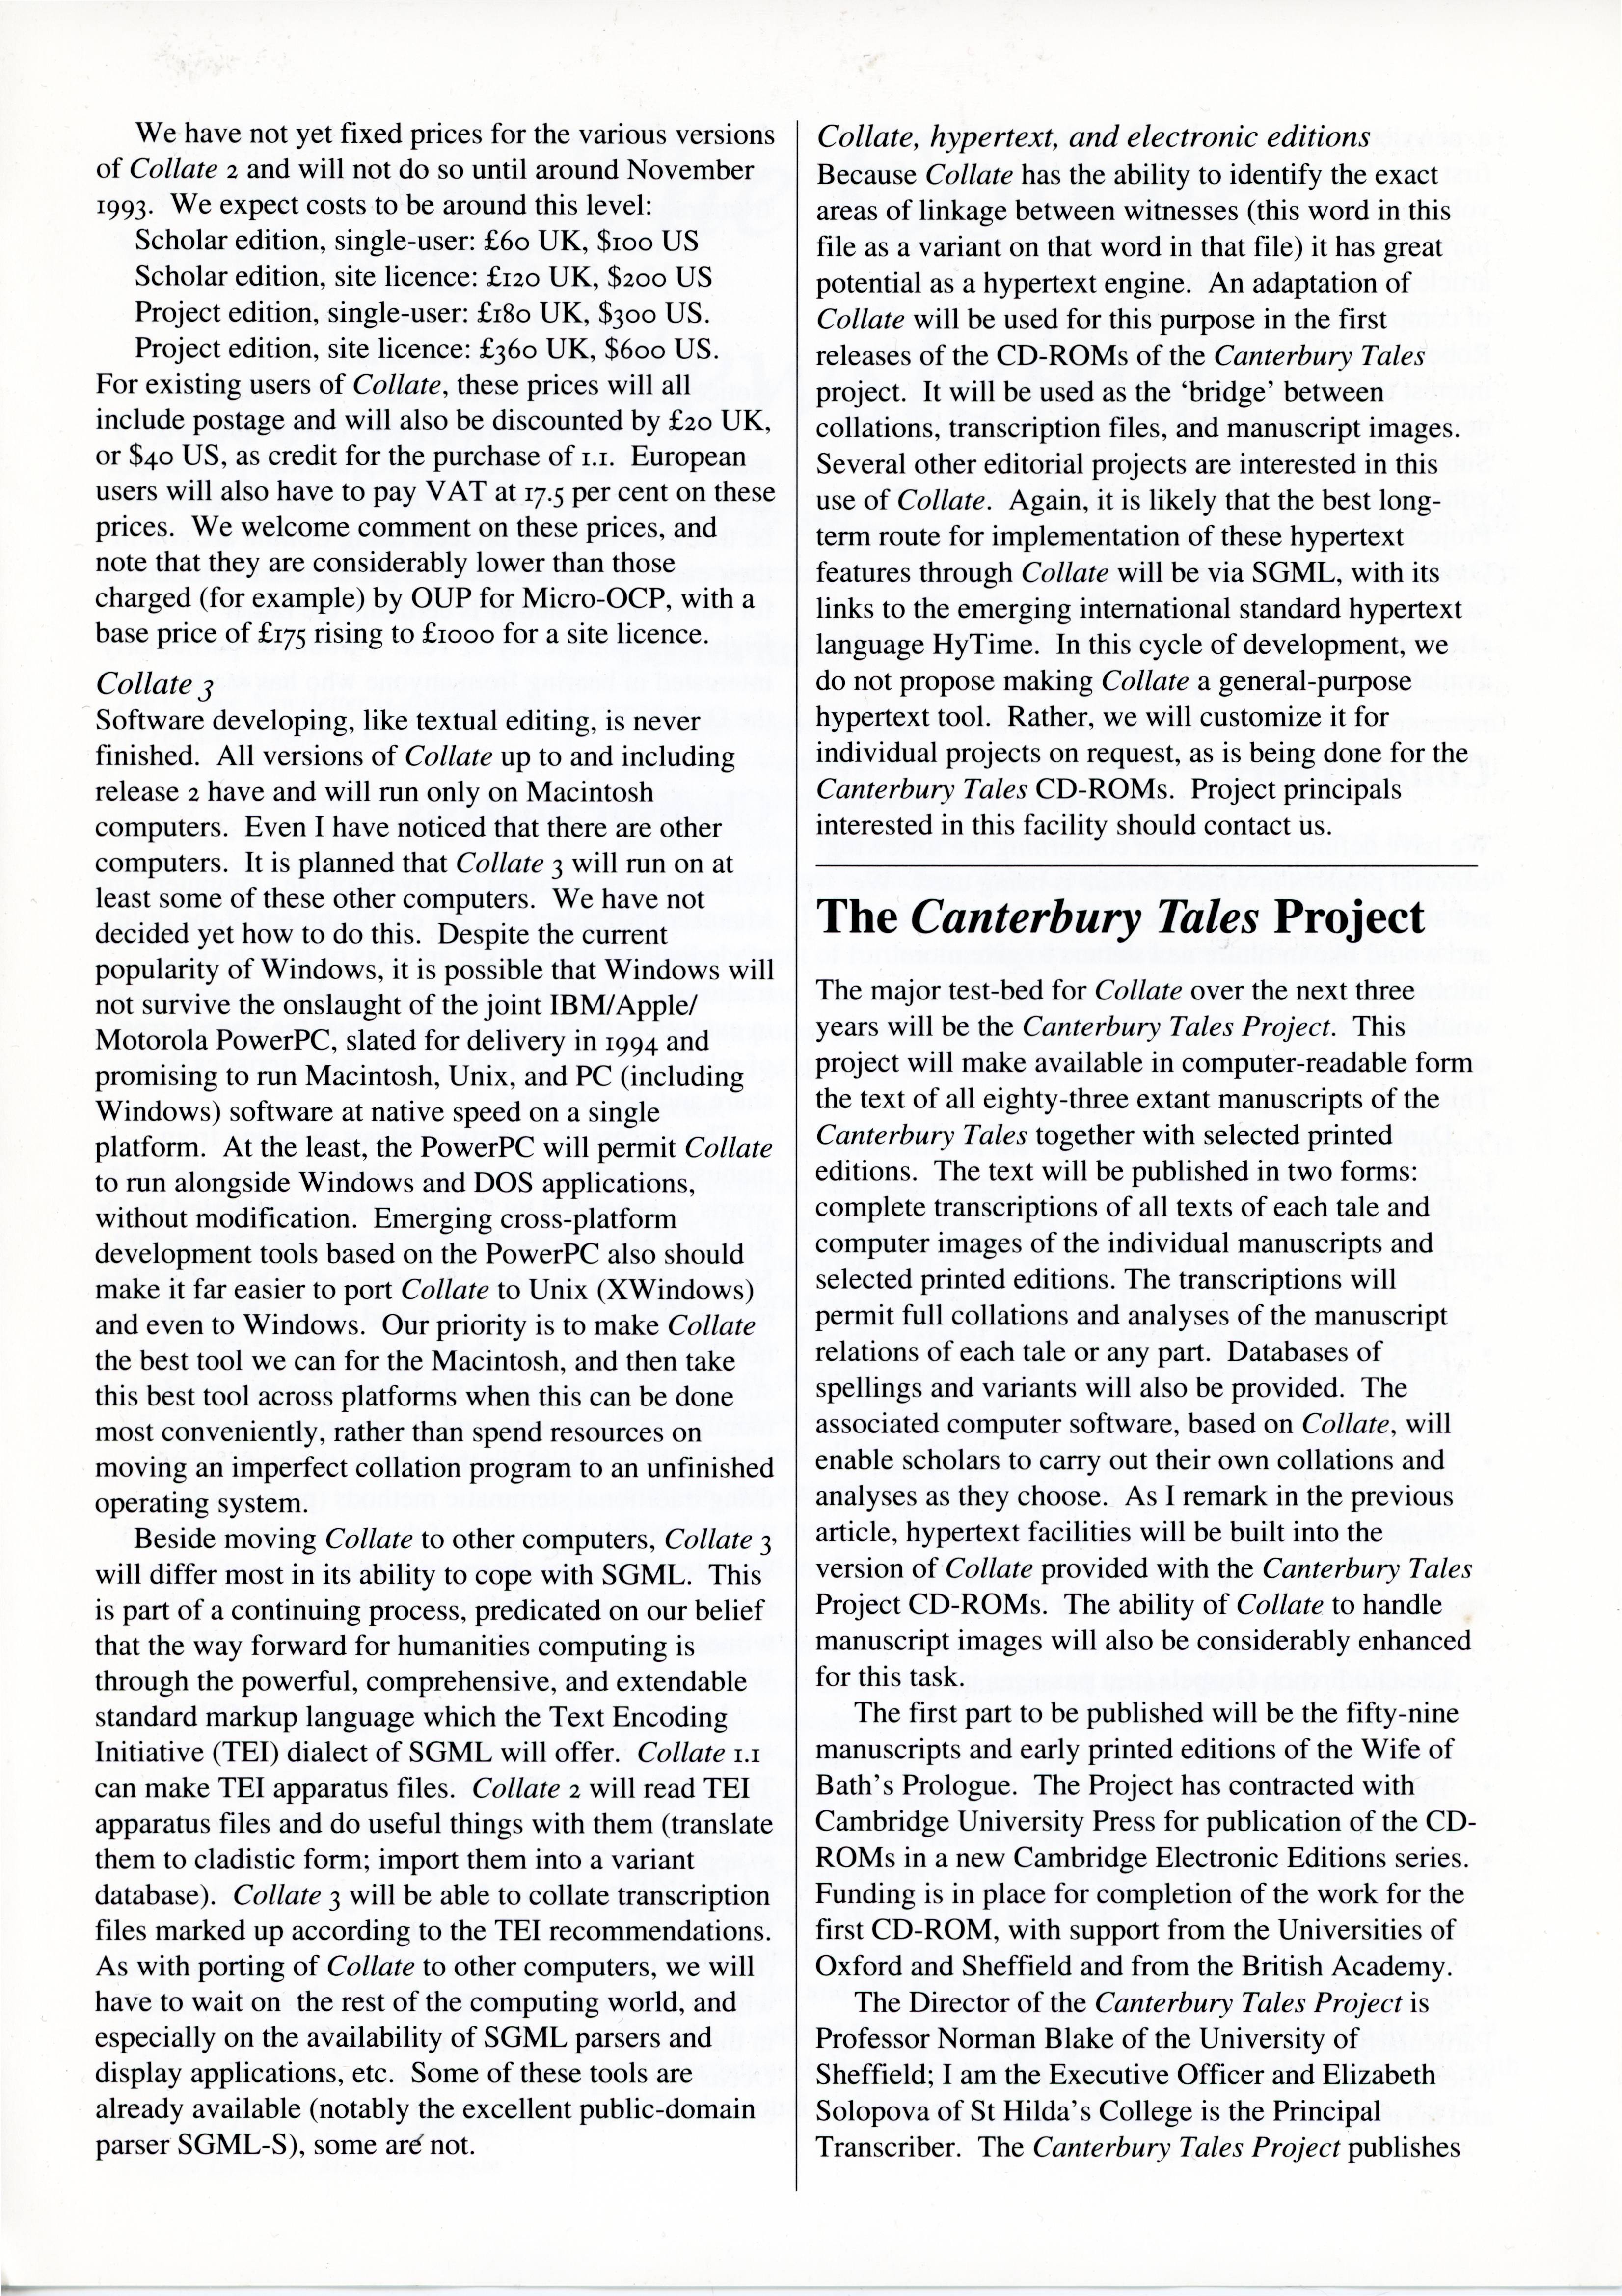 We have not yet fixed prices for the various versions
of Collate 2 and will not do so until around November
1993. We expect costs to be around this level:
Scholar edition, single-user: £60 UK, $100 US
Scholar edition, site licence: £120 UK, $200 US
Project edition, single-user: £180 UK, $300 US.
Project edition, site licence: £360 UK, $600 US.
For existing users of Collate, these prices will all
include postage and will also be discounted by £20 UK,
or $40 US, as credit for the purchase of 1.1. European
users will also have to pay VAT at 17.5 per cent on these
prices. We welcome comment on these prices, and
note that they are considerably lower than those
charged (for example) by OUP for Micro-OCP, with a
base price of £175 rising to £1000 for a site licence.
Collate 3
Software developing, like textual editing, is never
finished. All versions of Collate up to and including
release 2 have and will run only on Macintosh
computers. Even I have noticed that there are other
computers. It is planned that Collate 3 will run on at
least some of these other computers. We have not
decided yet how to do this. Despite the current
popularity of Windows, it is possible that Windows will
not survive the onslaught of the joint IBM/Apple/
Motorola PowerPC, slated for delivery in 1994 and
promising to run Macintosh, Unix, and PC (including
Windows) software at native speed on a single
platform. At the least, the PowerPC will permit Collate
to run alongside Windows and DOS applications,
without modification. Emerging cross-platform
development tools based on the PowerPC also should
make it far easier to port Collate to Unix (XWindows)
and even to Windows. Our priority is to make Collate
the best tool we can for the Macintosh, and then take
this best tool across platforms when this can be done
most conveniently, rather than spend resources on
moving an imperfect collation program to an unfinished
operating system.
Beside moving Collate to other computers, Collate 3
will differ most in its ability to cope with SGML. This
is part of a continuing process, predicated on our belief
that the way forward for humanities computing is
through the powerful, comprehensive, and extendable
standard markup language which the Text Encoding
Initiative (TEI) dialect of SGML will offer. Collate 1.1
can make TEI apparatus files. Collate 2 will read TEI
apparatus files and do useful things with them (translate
them to cladistic form; import them into a variant
database). Collate 3 will be able to collate transcription
files marked up according to the TEI recommendations.
As with porting of Collate to other computers, we will
have to wait on the rest of the computing world, and
especially on the availability of SGML parsers and
display applications, etc. Some of these tools are
already available (notably the excellent public-domain
parser SGML-S), some are not.
Collate, hypertext, and electronic editions
Because Collate has the ability to identify the exact
areas of linkage between witnesses (this word in this
file as a variant on that word in that file) it has great
potential as a hypertext engine. An adaptation of
Collate will be used for this purpose in the first
releases of the CD-ROMs of the Canterbury Tales
project. It will be used as the ‘bridge’ between
collations, transcription files, and manuscript images.
Several other editorial projects are interested in this
use of Collate. Again, it is likely that the best long-
term route for implementation of these hypertext
features through Collate will be via SGML, with its
links to the emerging international standard hypertext
language HyTime. In this cycle of development, we
do not propose making Collate a general-purpose
hypertext tool. Rather, we will customize it for
individual projects on request, as is being done for the
Canterbury Tales CD-ROMs. Project principals
interested in this facility should contact us.
The Canterbury Tales Project
The major test-bed for Collate over the next three
years will be the Canterbury Tales Project. This
project will make available in computer-readable form
the text of all eighty-three extant manuscripts of the
Canterbury Tales together with selected printed
editions. The text will be published in two forms:
complete transcriptions of all texts of each tale and
computer images of the individual manuscripts and
selected printed editions. The transcriptions will
permit full collations and analyses of the manuscript
relations of each tale or any part. Databases of
spellings and variants will also be provided. The
associated computer software, based on Collate, will
enable scholars to carry out their own collations and
analyses as they choose. As I remark in the previous
article, hypertext facilities will be built into the
version of Collate provided with the Canterbury Tales
Project CD-ROMs. The ability of Collate to handle
manuscript images will also be considerably enhanced
for this task.
The first part to be published will be the fifty-nine
manuscripts and early printed editions of the Wife of
Bath’s Prologue. The Project has contracted with
Cambridge University Press for publication of the CD-
ROMs in a new Cambridge Electronic Editions series.
Funding is in place for completion of the work for the
first CD-ROM, with support from the Universities of
Oxford and Sheffield and from the British Academy.
The Director of the Canterbury Tales Project is
Professor Norman Blake of the University of
Sheffield; I am the Executive Officer and Elizabeth
Solopova of St Hilda’s College is the Principal
Transcriber. The Canterbury Tales Project publishes